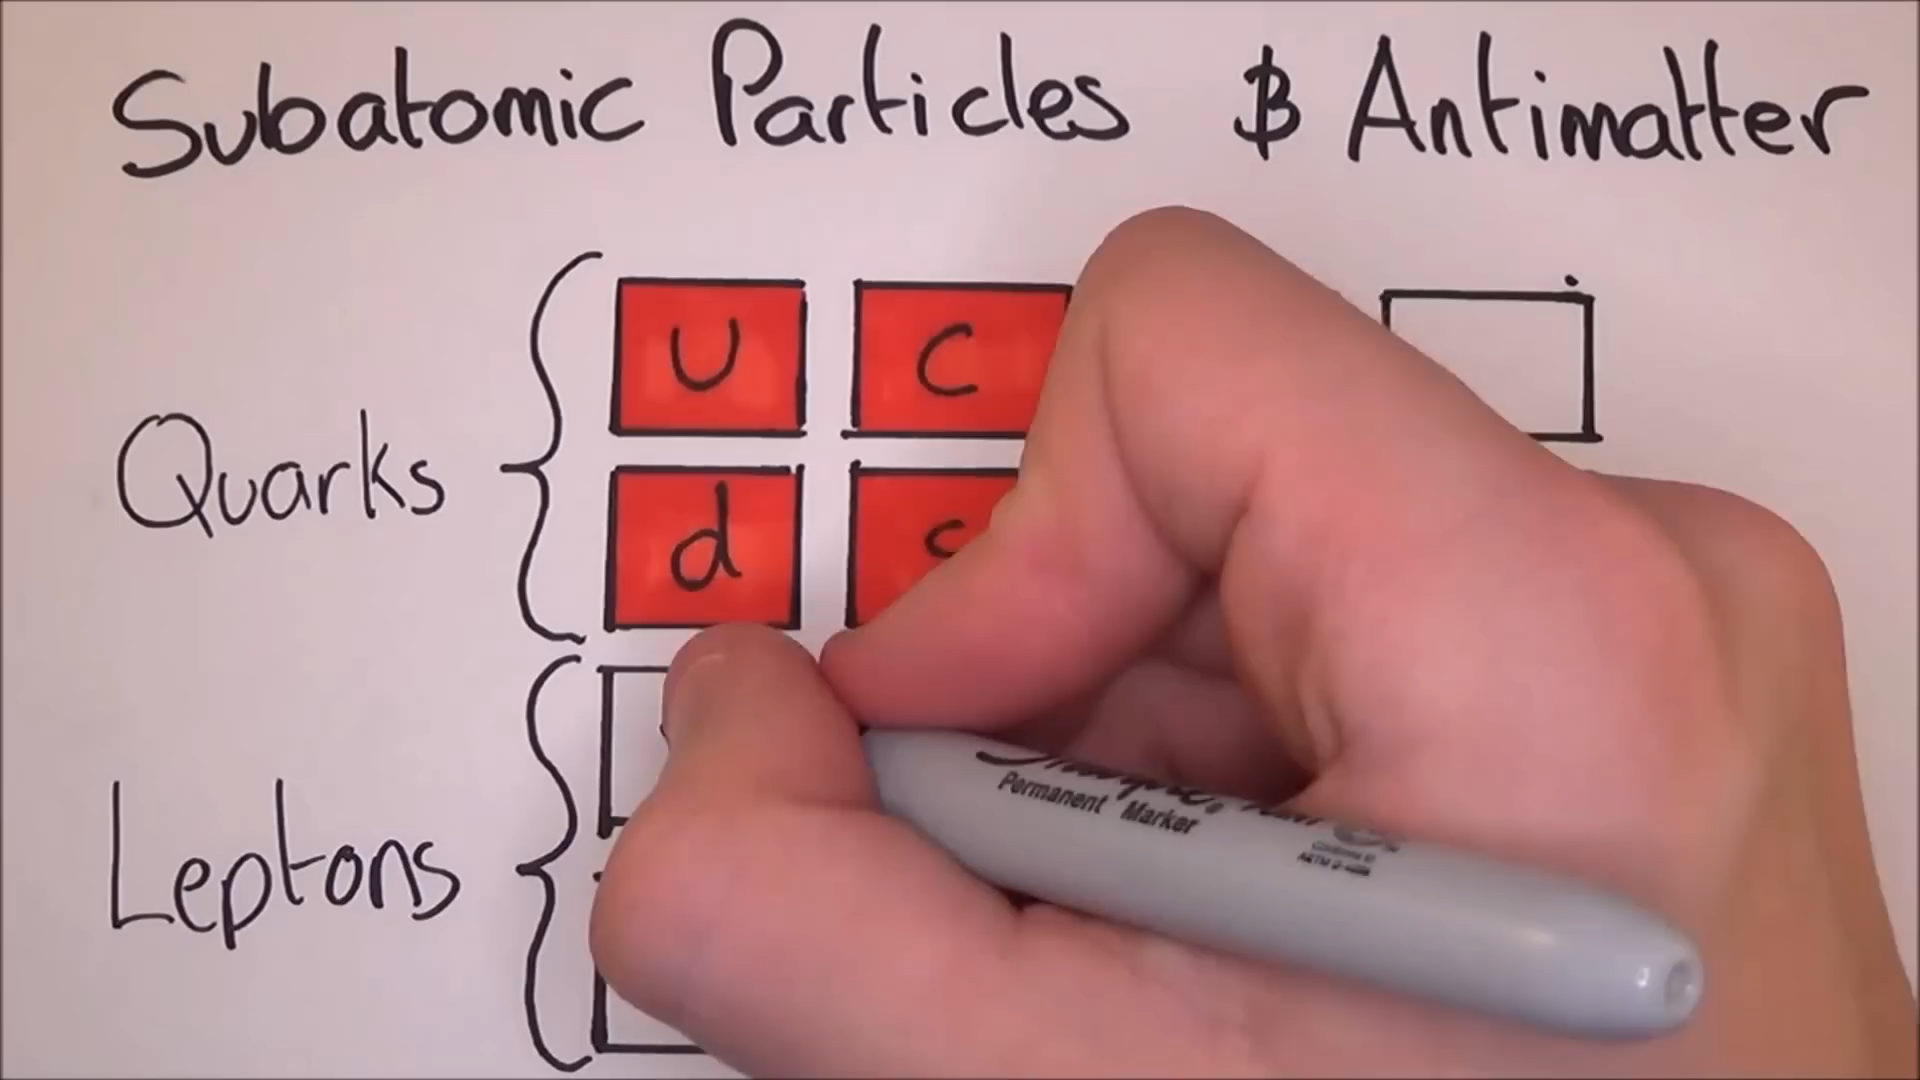 Subatomic Particles & Antimatter
U C
Quarks
d s
Leptons
Permanent Marker